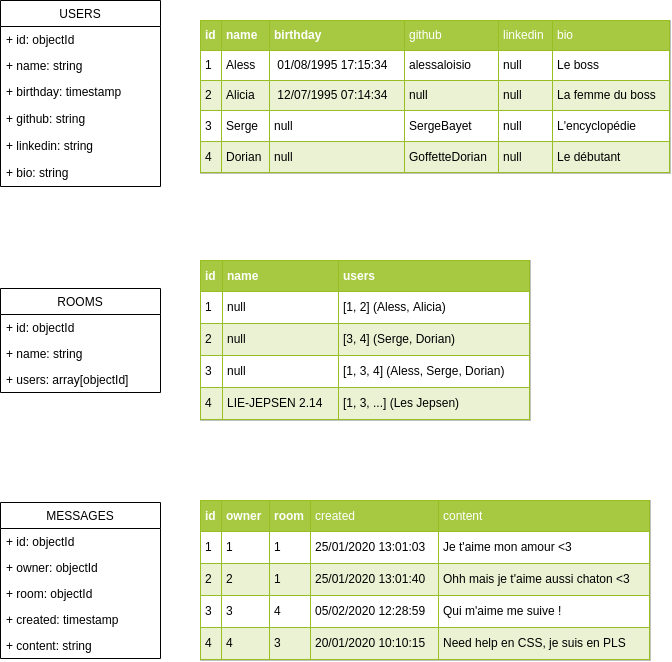 USERS
+ id: objectId
+ name: string
+ birthday: timestamp
+ github: string
+ linkedin: string
+ bio: string
id name birthday github linkedin bio
1 Aless 01/08/1995 17:15:34 alessaloisio null Le boss
2 Alicia 12/07/1995 07:14:34 null null La femme du boss
3 Serge null SergeBayet null L'encyclopédie
4 Dorian null GoffetteDorian null Le débutant
ROOMS
+ id: objectId
+ name: string
+ users: array[objectId]
id name users
1 null [1, 2] (Aless, Alicia)
2 null [3, 4] (Serge, Dorian)
3 null [1, 3, 4] (Aless, Serge, Dorian)
4 LIE-JEPSEN 2.14 [1, 3, ...] (Les Jepsen)
MESSAGES
+ id: objectId
+ owner: objectId
+ room: objectId
+ created: timestamp
+ content: string
id owner room created content
1 1 1 25/01/2020 13:01:03 Je t'aime mon amour <3
2 2 1 25/01/2020 13:01:40 Ohh mais je t'aime aussi chaton <3
3 3 4 05/02/2020 12:28:59 Qui m'aime me suive !
4 4 3 20/01/2020 10:10:15 Need help en CSS, je suis en PLS